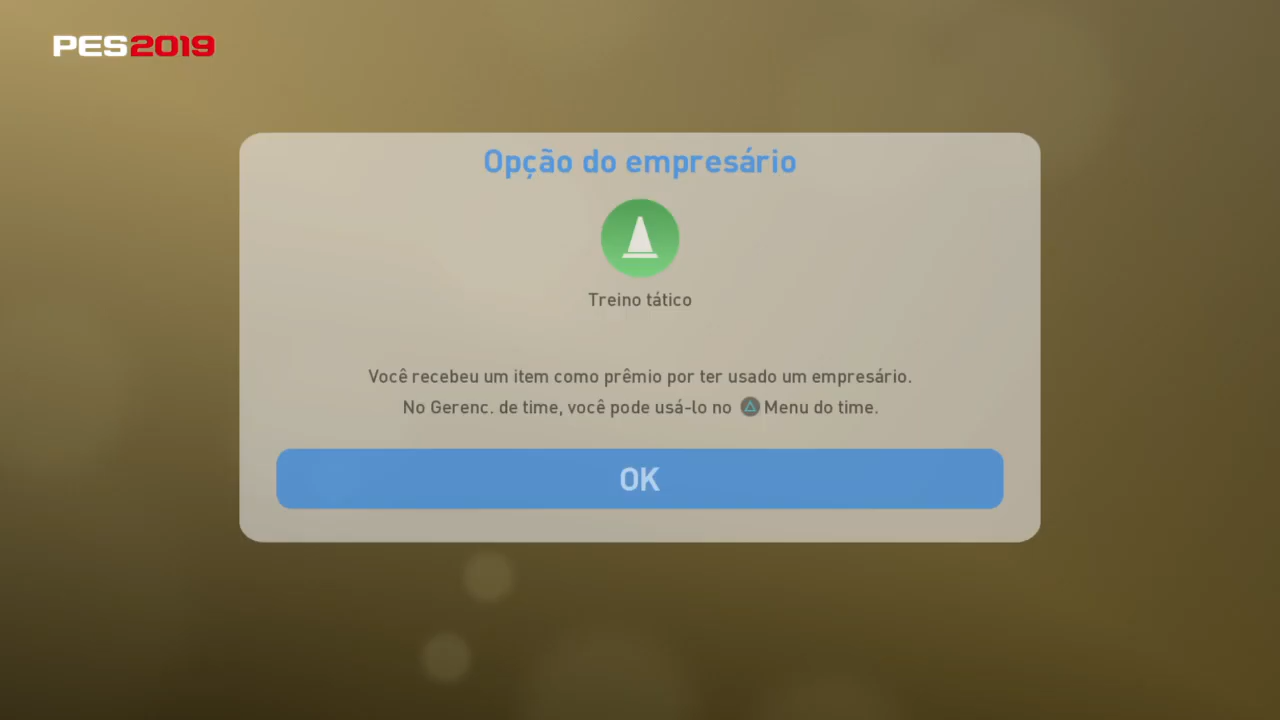 PES2019
Opção do empresário
Treino tático
Você recebeu um item como prêmio por ter usado um empresário.
No Gerenc. de time, você pode usá-lo no Menu do time.
OK